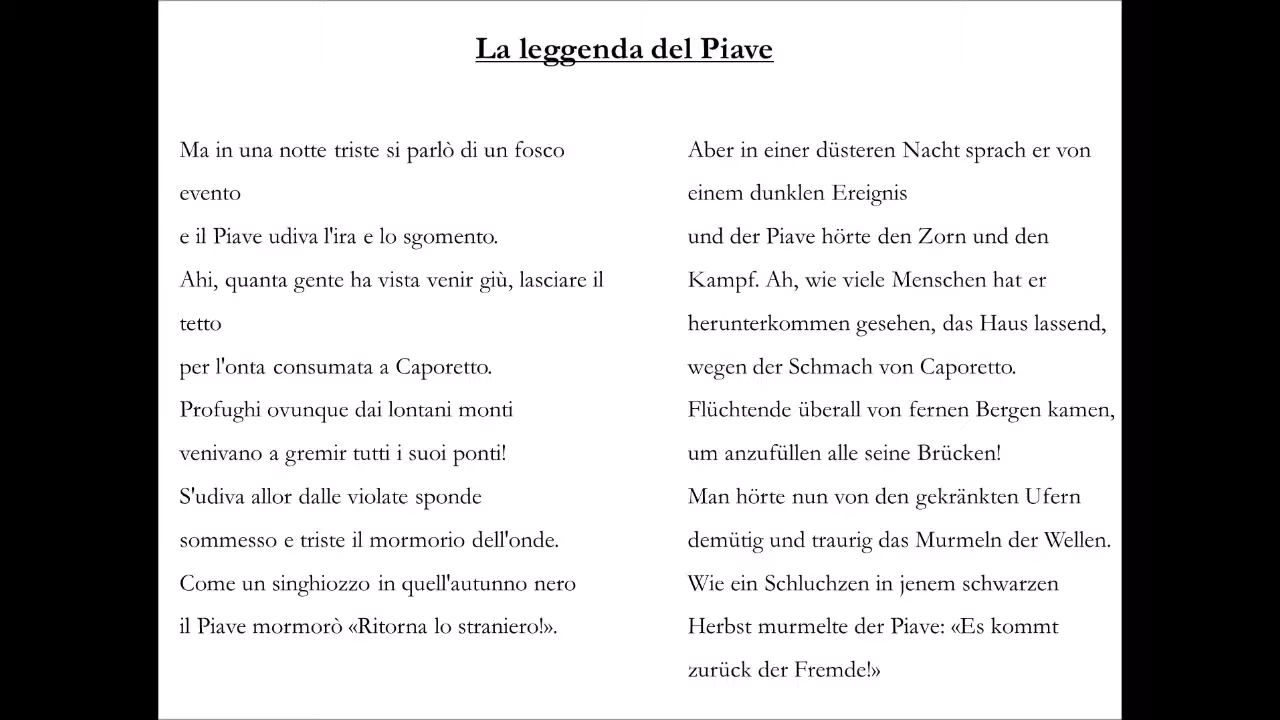 La leggenda del Piave
Ma in una notte triste si parlò di un fosco
evento
e il Piave udiva l'ira e lo sgomento.
Ahi, quanta gente ha vista venir giù, lasciare il
tetto
per l'onta consumata a Caporetto.
Profughi ovunque dai lontani monti
venivano a gremir tutti i suoi ponti!
S'udiva allor dalle violate sponde
sommesso e triste il mormorio dell'onde.
Come un singhiozzo in quell'autunno nero
il Piave mormorò «Ritorna lo straniero!».
Aber in einer düsteren Nacht sprach er von
einem dunklen Ereignis
und der Piave hörte den Zorn und den
Kampf. Ah, wie viele Menschen hat er
herunterkommen gesehen, das Haus lassend,
wegen der Schmach von Caporetto.
Flüchtende überall von fernen Bergen kamen,
um anzufüllen alle seine Brücken!
Man hörte nun von den gekränkten Ufern
demütig und traurig das Murmeln der Wellen.
Wie ein Schluchzen in jenem schwarzen
Herbst murmelte der Piave: «Es kommt
zurück der Fremde!»